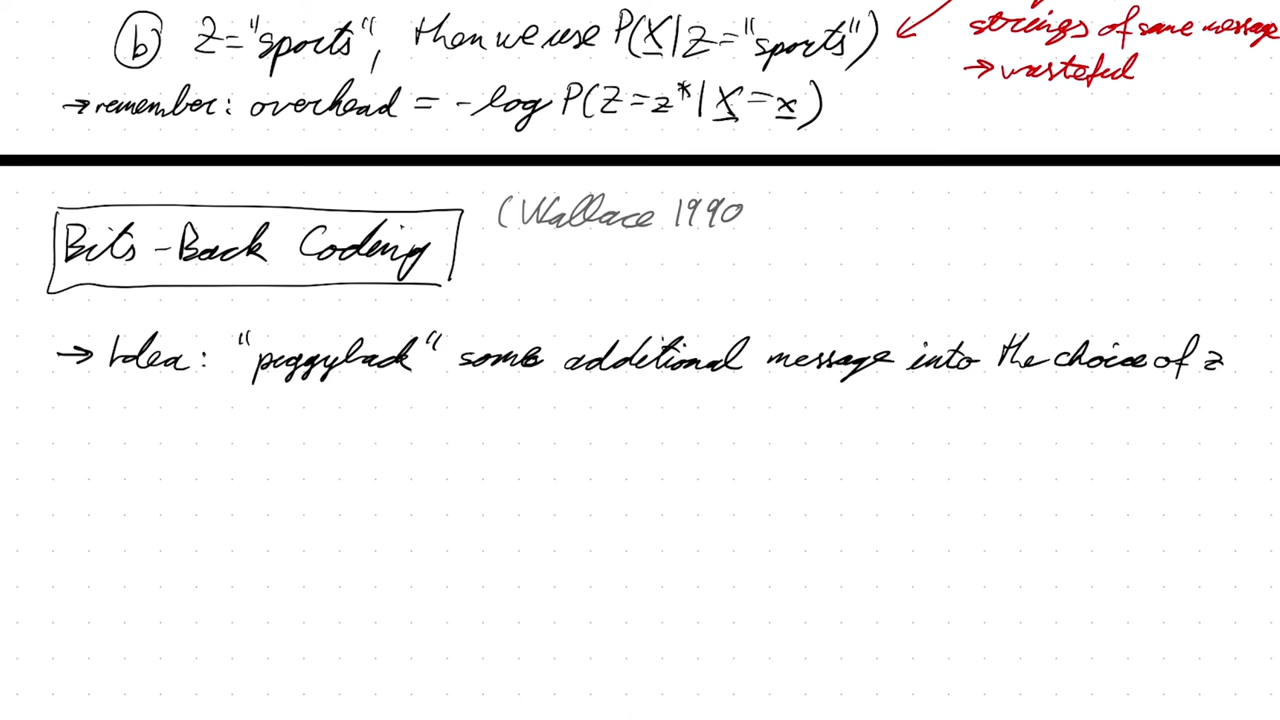 ⓑ Z="sports", then we use P(X|Z="sports")
strings of same message
→ wasteful
→ remember: overhead = -log P(Z=z*|X=x)
Bits-Back Coding
(Wallace 1990
→ Idea: "piggyback" some additional message into the choice of z